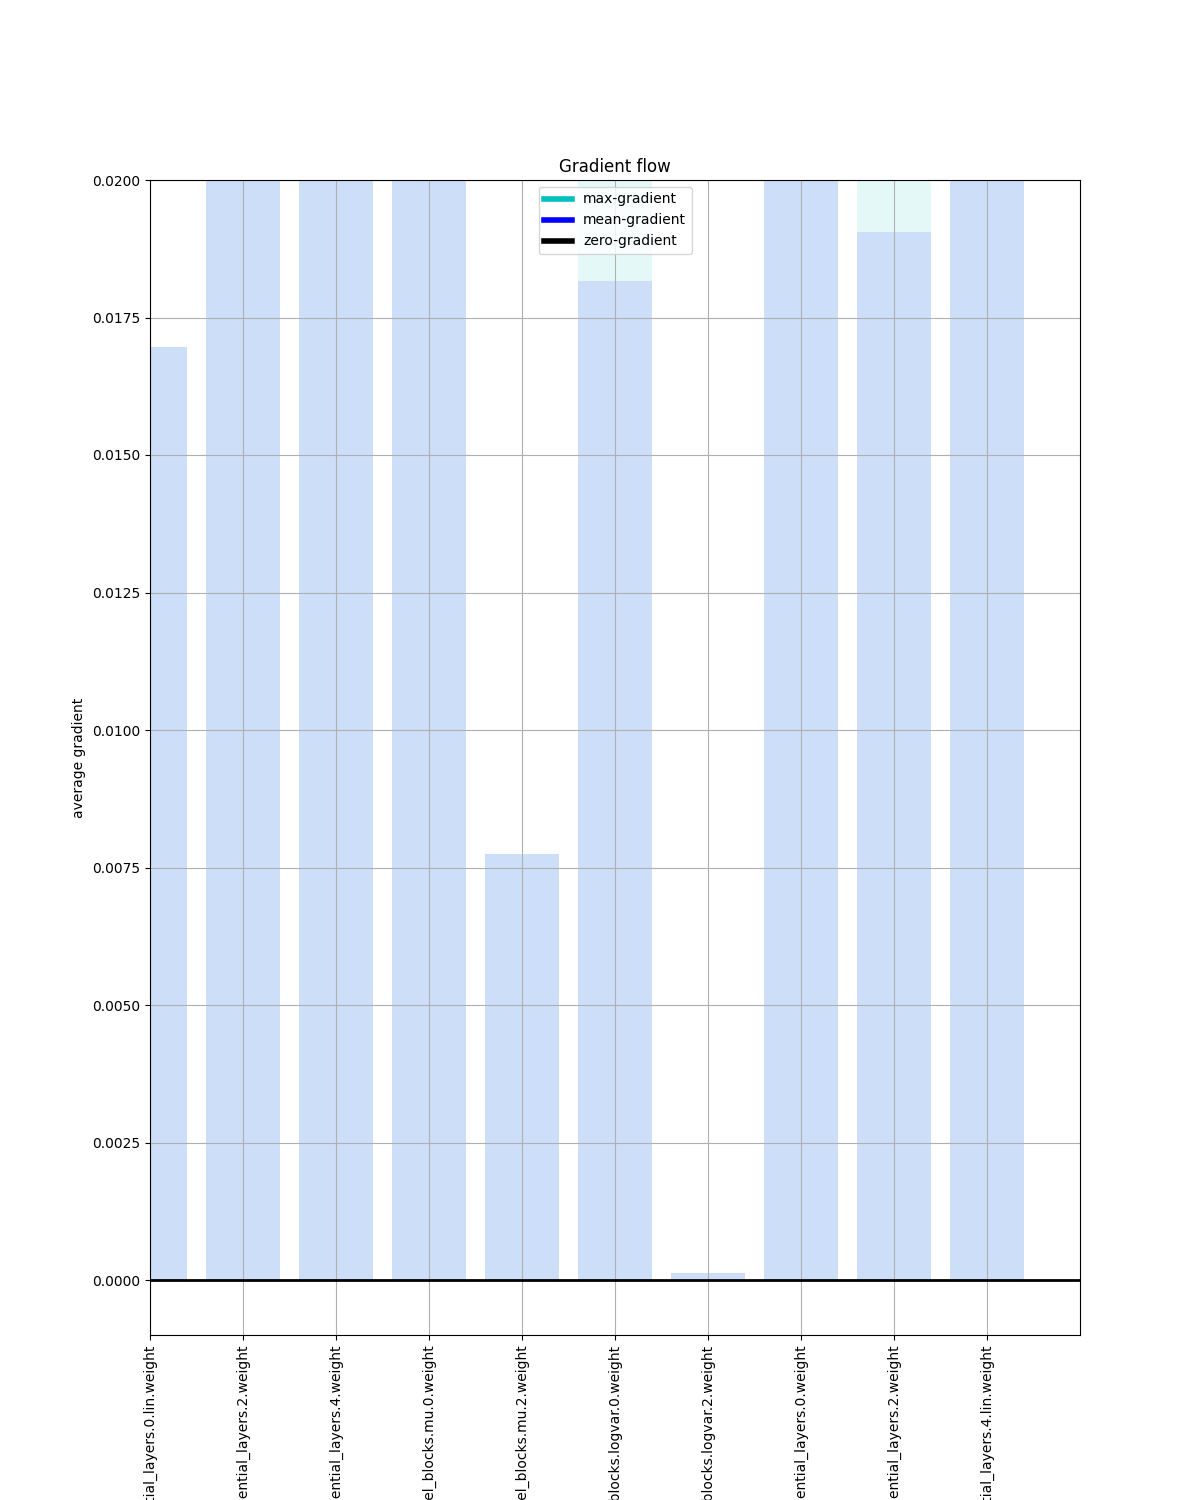 Gradient flow
max-gradient
mean-gradient
zero-gradient
0.0200
0.0175
0.0150
0.0125
0.0100
0.0075
0.0050
0.0025
0.0000
average gradient
tial_layers.0.lin.weight
ential_layers.2.weight
ential_layers.4.weight
el_blocks.mu.0.weight
el_blocks.mu.2.weight
blocks.logvar.0.weight
blocks.logvar.2.weight
ential_layers.0.weight
ential_layers.2.weight
tial_layers.4.lin.weight